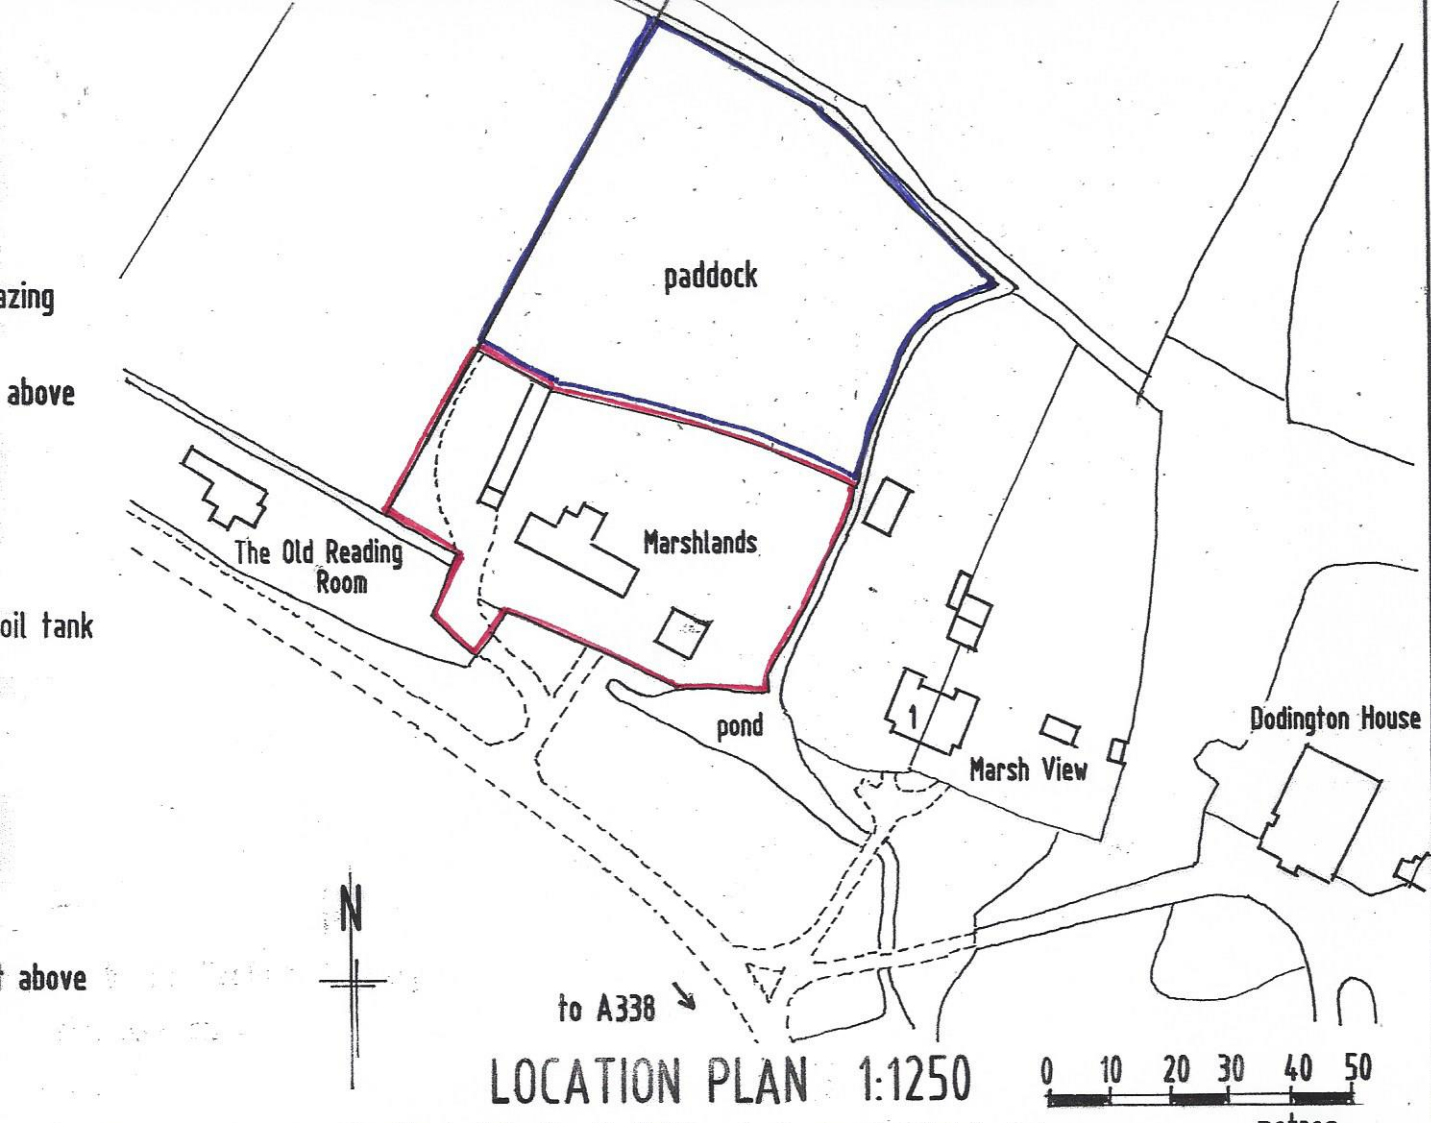 azing
above
oil tank
above
paddock
The Old Reading
Room
Marshlands
pond
1
Marsh View
Dodington House
N
to A338
LOCATION PLAN 1:1250
0 10 20 30 40 50